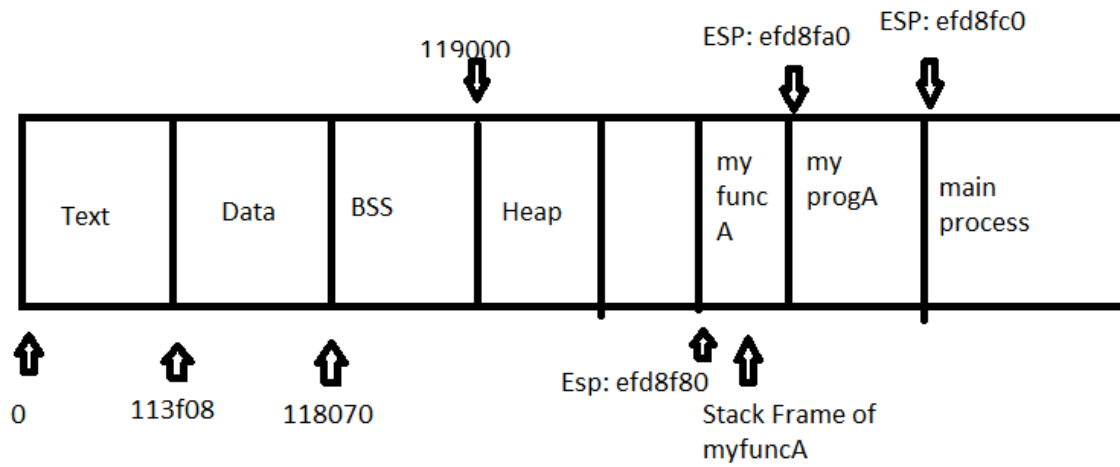 119000
ESP: efd8fa0
ESP: efd8fc0
Text
Data
BSS
Heap
my
func
A
my
progA
main
process
0
113f08
118070
Esp: efd8f80
Stack Frame of
myfuncA